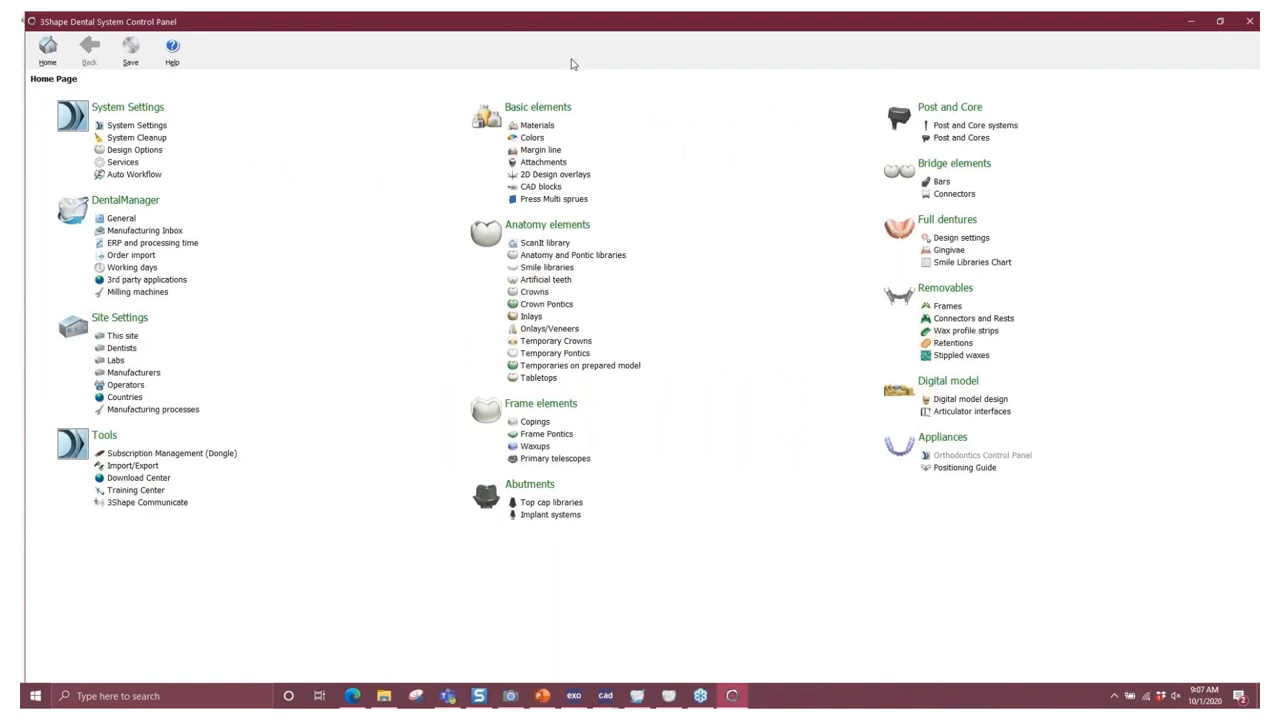 3Shape Dental System Control Panel
Home
Back
Save
Help
Home Page
System Settings
System Settings
System Cleanup
Design Options
Services
Auto Workflow
DentalManager
General
Manufacturing Inbox
ERP and processing time
Order import
Working days
3rd party applications
Milling machines
Site Settings
This site
Dentists
Labs
Manufacturers
Operators
Countries
Manufacturing processes
Tools
Subscription Management (Dongle)
Import/Export
Download Center
Training Center
3Shape Communicate
Basic elements
Materials
Colors
Margin line
Attachments
2D Design overlays
CAD blocks
Press Multi sprues
Anatomy elements
ScanIt library
Anatomy and Pontic libraries
Smile libraries
Artificial teeth
Crowns
Crown Pontics
Inlays
Onlays/Veneers
Temporary Crowns
Temporary Pontics
Temporaries on prepared model
Tabletops
Frame elements
Copings
Frame Pontics
Waxups
Primary telescopes
Abutments
Top cap libraries
Implant systems
Post and Core
Post and Core systems
Post and Cores
Bridge elements
Bars
Connectors
Full dentures
Design settings
Gingivae
Smile Libraries Chart
Removables
Frames
Connectors and Rests
Wax profile strips
Retentions
Stippled waxes
Digital model
Digital model design
Articulator interfaces
Appliances
Orthodontics Control Panel
Positioning Guide
Type here to search
exo
cad
9:07 AM
10/1/2020
2